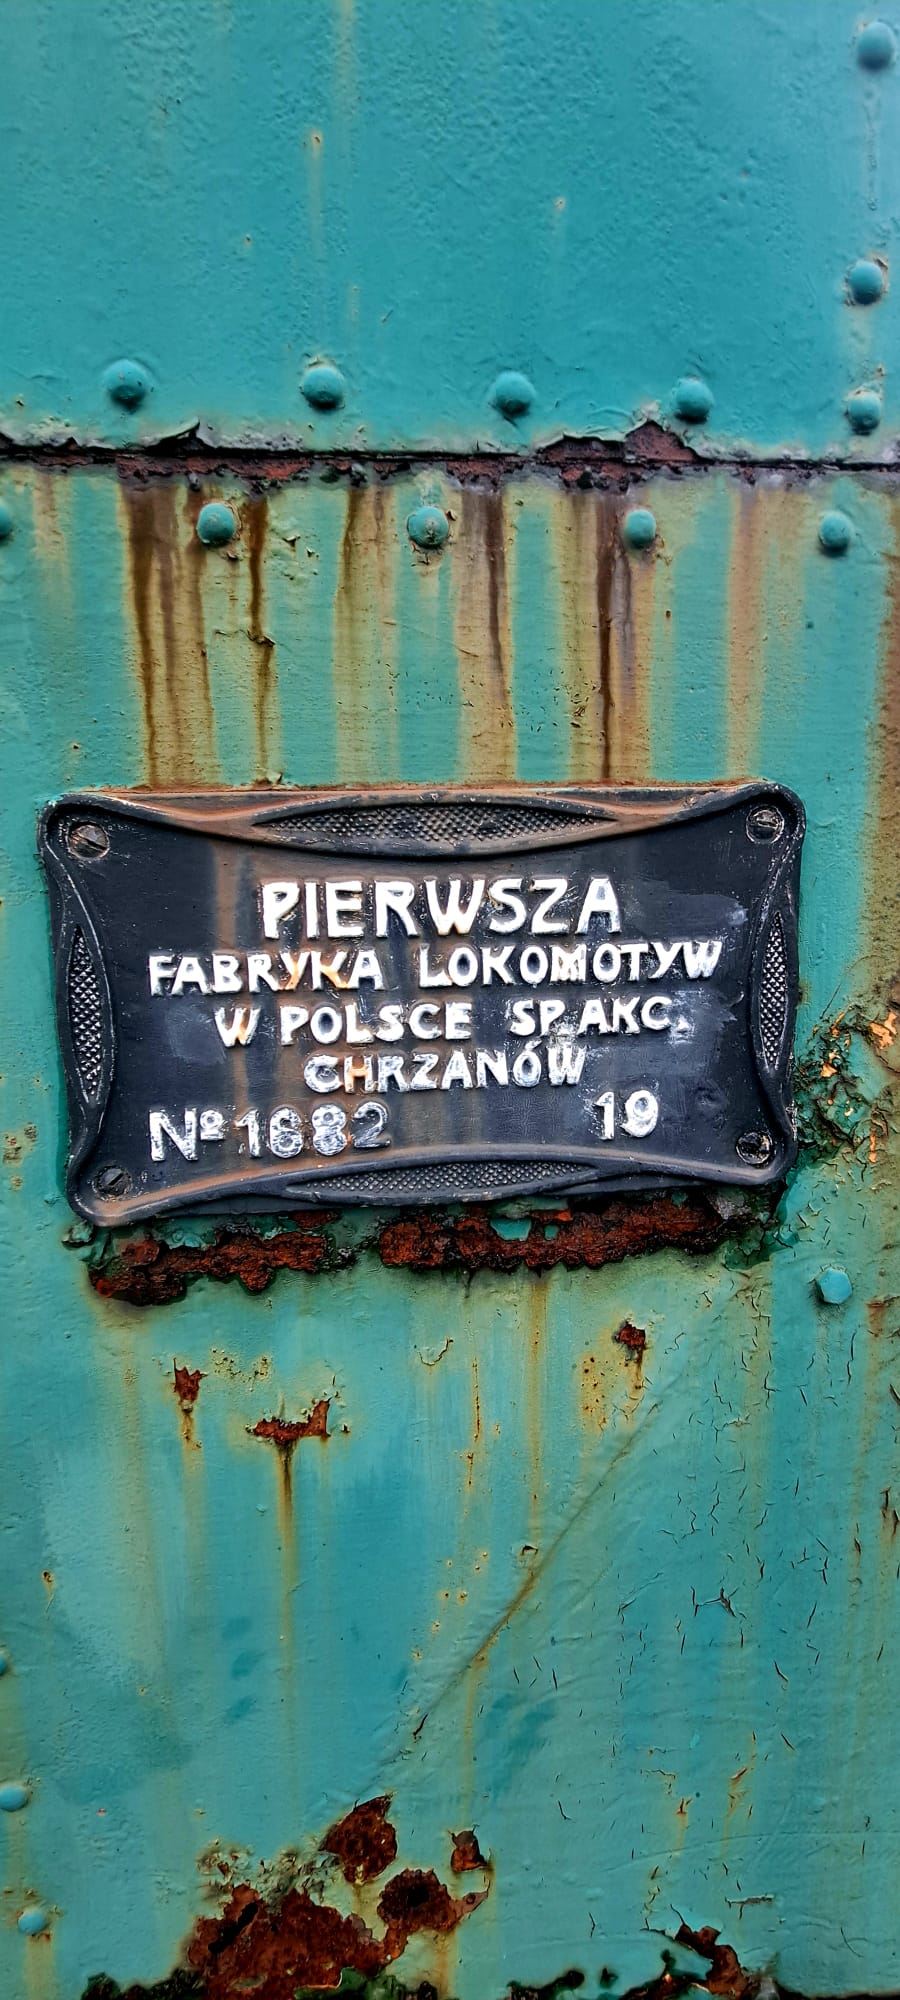 PIERWSZA
FABRYKA LOKOMOTYW
W POLSCE SP. AKC.
CHRZANÓW
Nº 1682 19